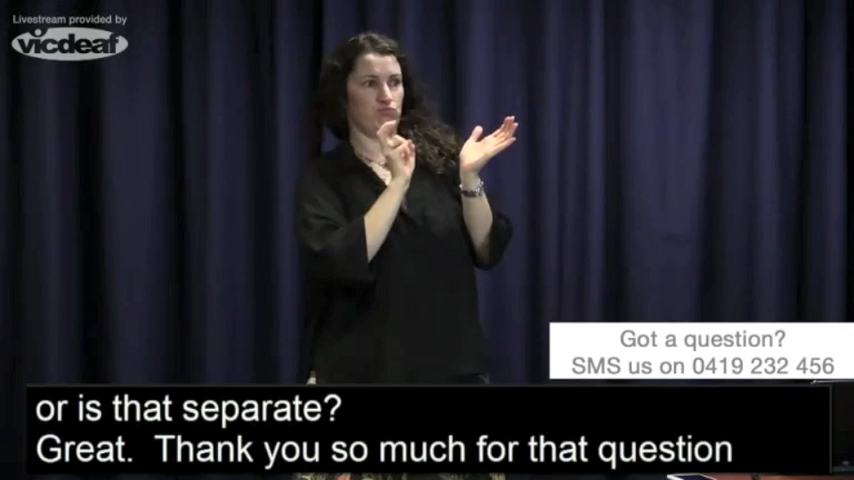 Livestream provided by
vicdeaf
Got a question?
SMS us on 0419 232 456
or is that separate?
Great.  Thank you so much for that question